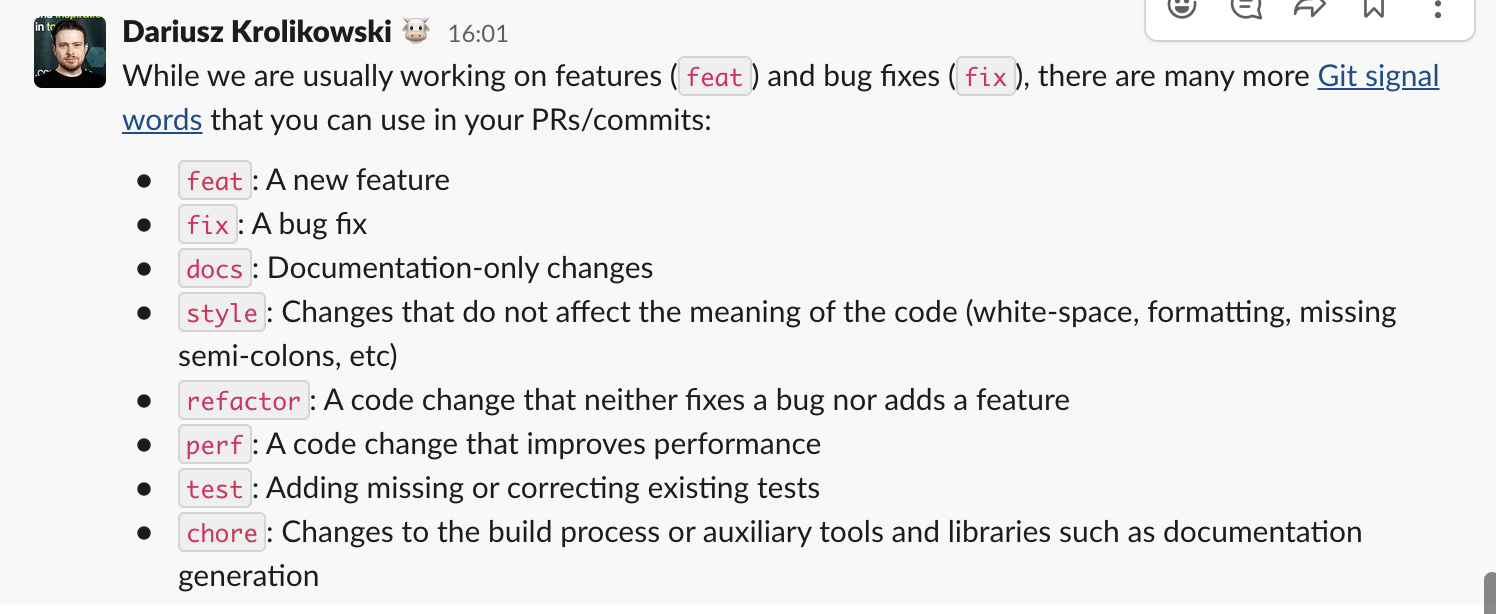 Dariusz Krolikowski 16:01
While we are usually working on features (feat) and bug fixes (fix), there are many more Git signal
words that you can use in your PRs/commits:
• feat: A new feature
• fix: A bug fix
• docs: Documentation-only changes
• style: Changes that do not affect the meaning of the code (white-space, formatting, missing
semi-colons, etc)
• refactor: A code change that neither fixes a bug nor adds a feature
• perf: A code change that improves performance
• test: Adding missing or correcting existing tests
• chore: Changes to the build process or auxiliary tools and libraries such as documentation
generation